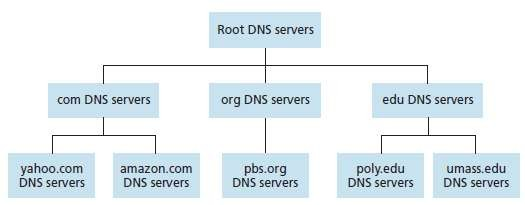 Root DNS servers
com DNS servers
org DNS servers
edu DNS servers
yahoo.com
DNS servers
amazon.com
DNS servers
pbs.org
DNS servers
poly.edu
DNS servers
umass.edu
DNS servers